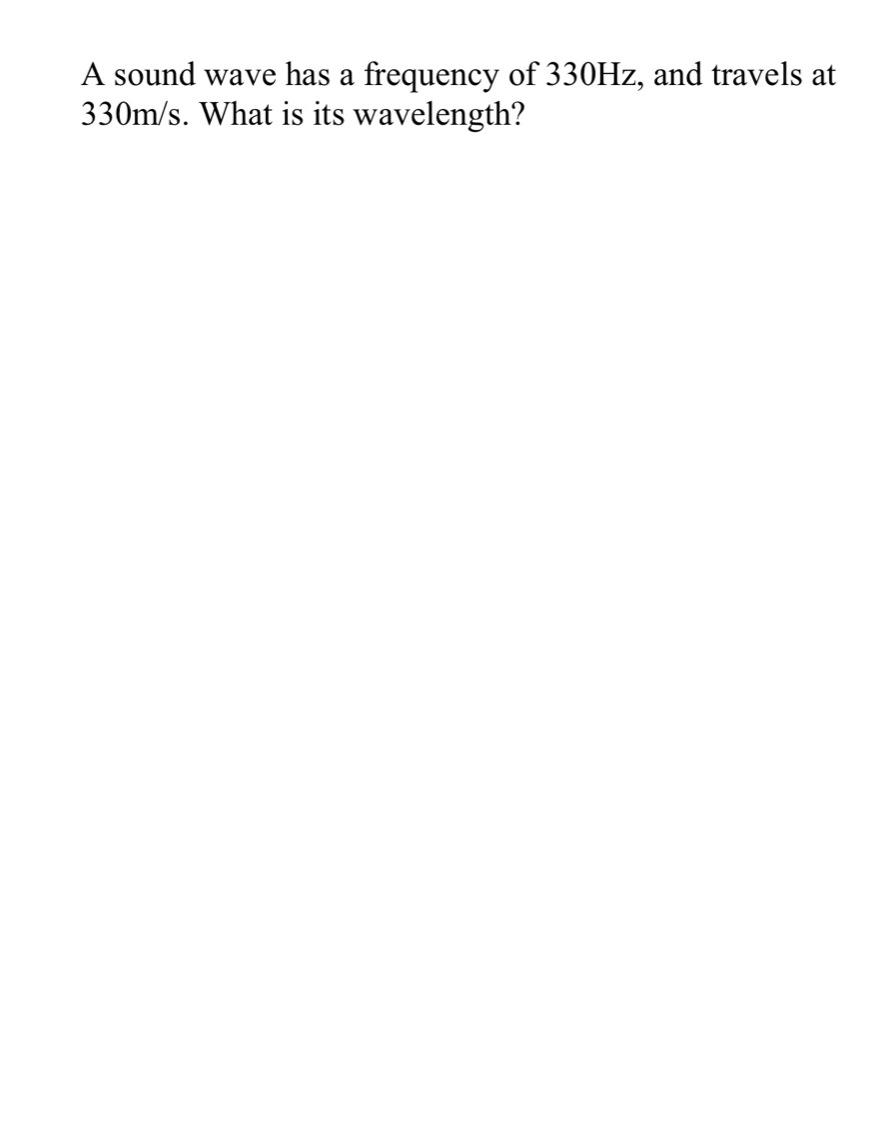 A sound wave has a frequency of 330Hz, and travels at
330m/s. What is its wavelength?